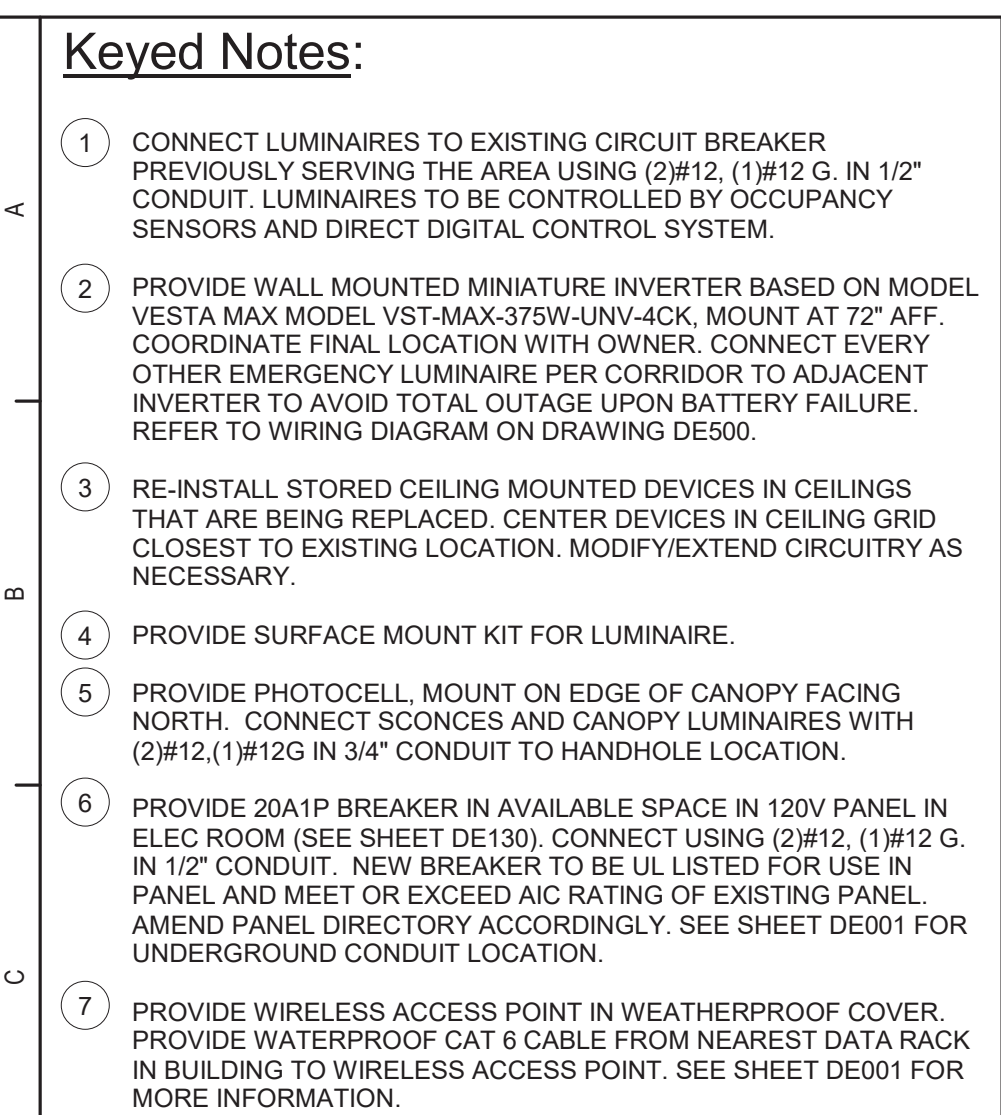 Keyed Notes:
1 CONNECT LUMINAIRES TO EXISTING CIRCUIT BREAKER
PREVIOUSLY SERVING THE AREA USING (2)#12, (1)#12 G. IN 1/2"
CONDUIT. LUMINAIRES TO BE CONTROLLED BY OCCUPANCY
SENSORS AND DIRECT DIGITAL CONTROL SYSTEM.
A
2 PROVIDE WALL MOUNTED MINIATURE INVERTER BASED ON MODEL
VESTA MAX MODEL VST-MAX-375W-UNV-4CK, MOUNT AT 72" AFF.
COORDINATE FINAL LOCATION WITH OWNER. CONNECT EVERY
OTHER EMERGENCY LUMINAIRE PER CORRIDOR TO ADJACENT
INVERTER TO AVOID TOTAL OUTAGE UPON BATTERY FAILURE.
REFER TO WIRING DIAGRAM ON DRAWING DE500.
3 RE-INSTALL STORED CEILING MOUNTED DEVICES IN CEILINGS
THAT ARE BEING REPLACED. CENTER DEVICES IN CEILING GRID
CLOSEST TO EXISTING LOCATION. MODIFY/EXTEND CIRCUITRY AS
NECESSARY.
B
4 PROVIDE SURFACE MOUNT KIT FOR LUMINAIRE.
5 PROVIDE PHOTOCELL, MOUNT ON EDGE OF CANOPY FACING
NORTH. CONNECT SCONCES AND CANOPY LUMINAIRES WITH
(2)#12,(1)#12G IN 3/4" CONDUIT TO HANDHOLE LOCATION.
6 PROVIDE 20A1P BREAKER IN AVAILABLE SPACE IN 120V PANEL IN
ELEC ROOM (SEE SHEET DE130). CONNECT USING (2)#12, (1)#12 G.
IN 1/2" CONDUIT. NEW BREAKER TO BE UL LISTED FOR USE IN
PANEL AND MEET OR EXCEED AIC RATING OF EXISTING PANEL.
AMEND PANEL DIRECTORY ACCORDINGLY. SEE SHEET DE001 FOR
UNDERGROUND CONDUIT LOCATION.
C
7 PROVIDE WIRELESS ACCESS POINT IN WEATHERPROOF COVER.
PROVIDE WATERPROOF CAT 6 CABLE FROM NEAREST DATA RACK
IN BUILDING TO WIRELESS ACCESS POINT. SEE SHEET DE001 FOR
MORE INFORMATION.